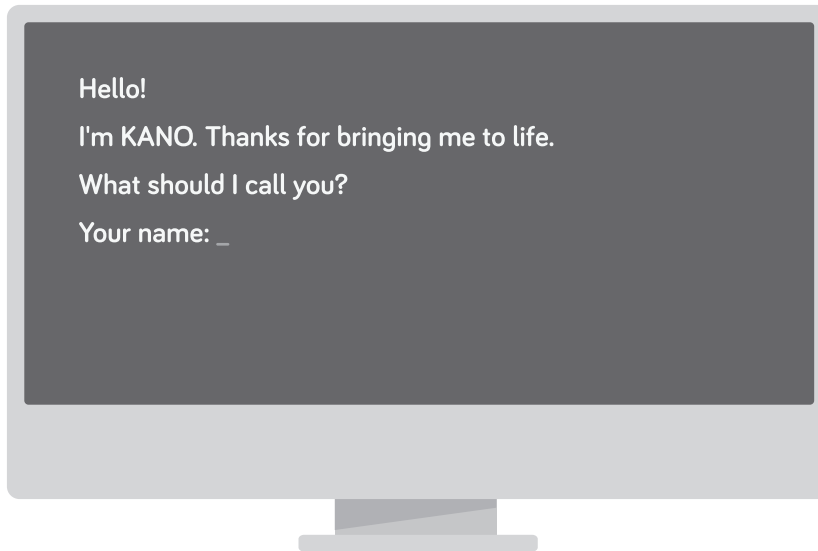 Hello!
I'm KANO. Thanks for bringing me to life.
What should I call you?
Your name: _